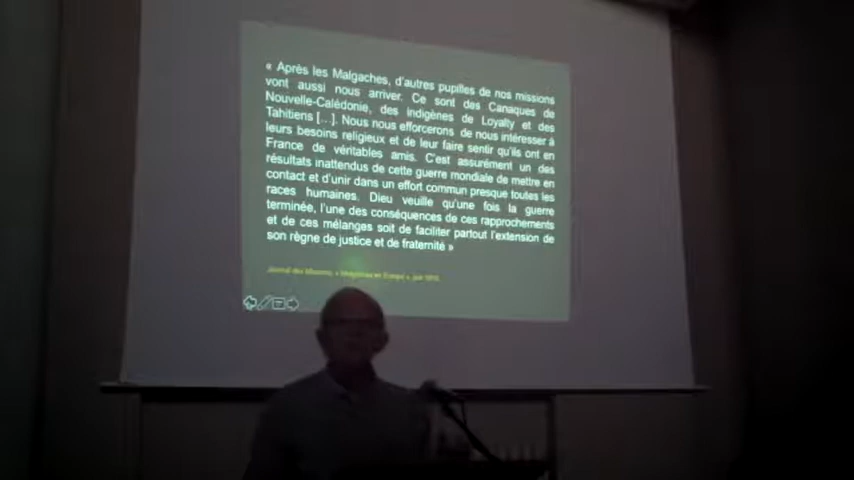 « Après les Malgaches, d'autres pupilles de nos missions
vont aussi nous arriver. Ce sont des Canaques de
Nouvelle-Calédonie, des indigènes de Loyalty et des
Tahitiens [...]. Nous nous efforcerons de nous intéresser à
leurs besoins religieux et de leur faire sentir qu'ils ont en
France de véritables amis. C'est assurément un des
résultats inattendus de cette guerre mondiale de mettre en
contact et d'unir dans un effort commun presque toutes les
races humaines. Dieu veuille qu'une fois la guerre
terminée, l'une des conséquences de ces rapprochements
et de ces mélanges soit de faciliter partout l'extension de
son règne de justice et de fraternité »
Journal des Missions, « en